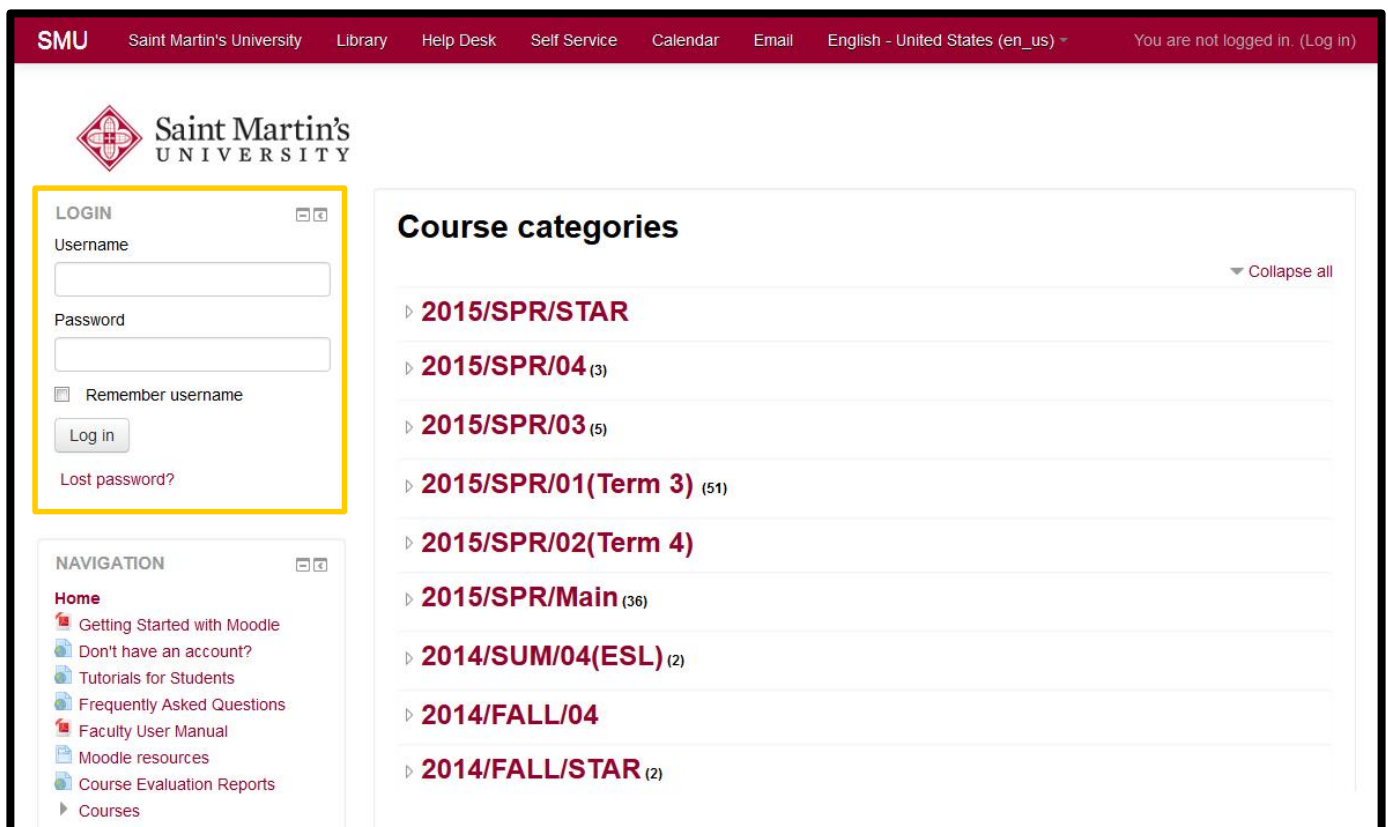 SMU Saint Martin's University Library Help Desk Self Service Calendar Email English - United States (en_us) You are not logged in. (Log in)
Saint Martin's
UNIVERSITY
LOGIN
Username
Password
Remember username
Log in
Lost password?
NAVIGATION
Home
Getting Started with Moodle
Don't have an account?
Tutorials for Students
Frequently Asked Questions
Faculty User Manual
Moodle resources
Course Evaluation Reports
Courses
Course categories
Collapse all
2015/SPR/STAR
2015/SPR/04 (3)
2015/SPR/03 (5)
2015/SPR/01(Term 3) (51)
2015/SPR/02(Term 4)
2015/SPR/Main (36)
2014/SUM/04(ESL) (2)
2014/FALL/04
2014/FALL/STAR (2)